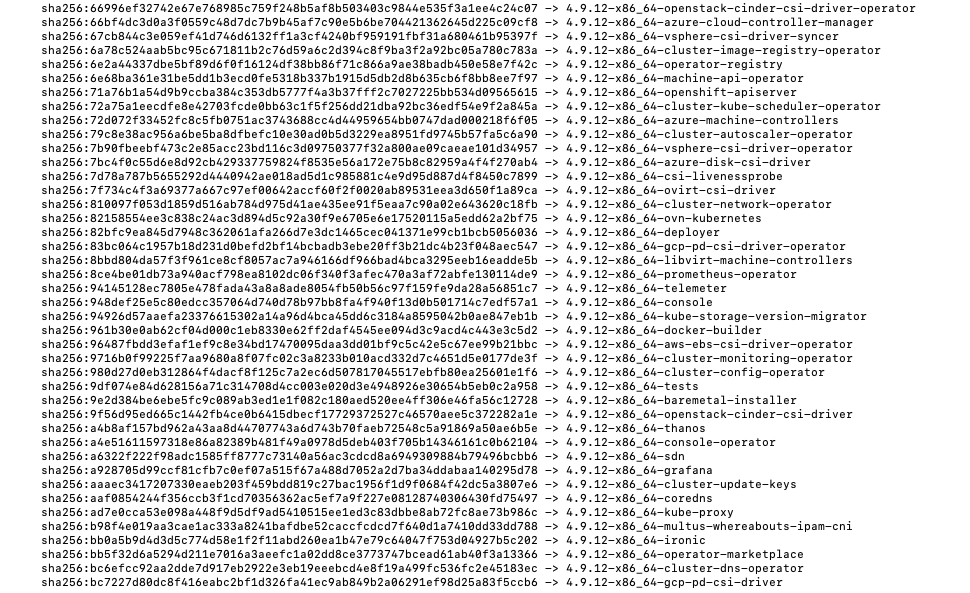 sha256:66996ef32742e67e768985c759f248b5af8b503403c9844e535f3a1ee4c24c07 -> 4.9.12-x86_64-openstack-cinder-csi-driver-operator
sha256:66bf4dc3d0a3f0559c48d7dc7b9b45af7c90e5b6be704421362645d225c09cf8 -> 4.9.12-x86_64-azure-cloud-controller-manager
sha256:67cb844c3e059ef41d746d6132ff1a3cf4240bf959191fbf31a680461b95397f -> 4.9.12-x86_64-vsphere-csi-driver-syncer
sha256:6a78c524aab5bc95c671811b2c76d59a6c2d394c8f9ba3f2a92bc05a780c783a -> 4.9.12-x86_64-cluster-image-registry-operator
sha256:6e2a44337dbe5bf89d6f0f16124df38bb86f71c866a9ae38badb450e58e7f42c -> 4.9.12-x86_64-operator-registry
sha256:6e68ba361e31be5dd1b3ecd0fe5318b337b1915d5db2d8b635cb6f8bb8ee7f97 -> 4.9.12-x86_64-machine-api-operator
sha256:71a76b1a54d9b9ccba384c353db5777f4a3b37fff2c7027225bb534d09565615 -> 4.9.12-x86_64-openshift-apiserver
sha256:72a75a1eecdfe8e42703fcde0bb63c1f5f256dd21dba92bc36edf54e9f2a845a -> 4.9.12-x86_64-cluster-kube-scheduler-operator
sha256:72d072f33452fc8c5fb0751ac3743688cc4d44959654bb0747dad000218f6f05 -> 4.9.12-x86_64-azure-machine-controllers
sha256:79c8e38ac956a6be5ba8dfbefc10e30ad0b5d3229ea8951fd9745b57fa5c6a90 -> 4.9.12-x86_64-cluster-autoscaler-operator
sha256:7b90fbeebf473c2e85acc23bd116c3d09750377f32a800ae09caeae101d34957 -> 4.9.12-x86_64-vsphere-csi-driver-operator
sha256:7bc4f0c55d6e8d92cb429337759824f8535e56a172e75b8c82959a4f4f270ab4 -> 4.9.12-x86_64-azure-disk-csi-driver
sha256:7d78a787b5655292d4440942ae018ad5d1c985881c4e9d95d887d4f8450c7899 -> 4.9.12-x86_64-csi-livenessprobe
sha256:7f734c4f3a69377a667c97ef00642accf60f2f0020ab89531eea3d650f1a89ca -> 4.9.12-x86_64-ovirt-csi-driver
sha256:810097f053d1859d516ab784d975d41ae435ee91f5eaa7c90a02e643620c18fb -> 4.9.12-x86_64-cluster-network-operator
sha256:82158554ee3c838c24ac3d894d5c92a30f9e6705e6e17520115a5edd62a2bf75 -> 4.9.12-x86_64-ovn-kubernetes
sha256:82bfc9ea845d7948c362061afa266d7e3dc1465cec041371e99cb1bcb5056036 -> 4.9.12-x86_64-deployer
sha256:83bc064c1957b18d231d0befd2bf14bcbadb3ebe20ff3b21dc4b23f048aec547 -> 4.9.12-x86_64-gcp-pd-csi-driver-operator
sha256:8bbd804da57f3f961ce8cf8057ac7a946166df966bad4bca3295eeb16eadde5b -> 4.9.12-x86_64-libvirt-machine-controllers
sha256:8ce4be01db73a940acf798ea8102dc06f340f3afec470a3af72abfe130114de9 -> 4.9.12-x86_64-prometheus-operator
sha256:94145128ec7805e478fada43a8a8ade8054fb50b56c97f159fe9da28a56851c7 -> 4.9.12-x86_64-telemeter
sha256:948def25e5c80edcc357064d740d78b97bb8fa4f940f13d0b501714c7edf57a1 -> 4.9.12-x86_64-console
sha256:94926d57aaefa23376615302a14a96d4bca45dd6c3184a8595042b0ae847eb1b -> 4.9.12-x86_64-kube-storage-version-migrator
sha256:961b30e0ab62cf04d000c1eb8330e62ff2daf4545ee094d3c9acd4c443e3c5d2 -> 4.9.12-x86_64-docker-builder
sha256:96487fbdd3efaf1ef9c8e34bd17470095daa3dd01bf9c5c42e5c67ee99b21bbc -> 4.9.12-x86_64-aws-ebs-csi-driver-operator
sha256:9716b0f99225f7aa9680a8f07fc02c3a8233b010acd332d7c4651d5e0177de3f -> 4.9.12-x86_64-cluster-monitoring-operator
sha256:980d27d0eb312864f4dacf8f125c7a2ec6d507817045517ebfb80ea25601e1f6 -> 4.9.12-x86_64-cluster-config-operator
sha256:9df074e84d628156a71c314708d4cc003e020d3e4948926e30654b5eb0c2a958 -> 4.9.12-x86_64-tests
sha256:9e2d384be6ebe5fc9c089ab3ed1e1f082c180aed520ee4ff306e46fa56c12728 -> 4.9.12-x86_64-baremetal-installer
sha256:9f56d95ed665c1442fb4ce0b6415dbecf17729372527c46570aee5c372282a1e -> 4.9.12-x86_64-openstack-cinder-csi-driver
sha256:a4b8af157bd962a43aa8d44707743a6d743b70faeb72548c5a91869a50ae6b5e -> 4.9.12-x86_64-thanos
sha256:a4e51611597318e86a82389b481f49a0978d5deb403f705b14346161c0b62104 -> 4.9.12-x86_64-console-operator
sha256:a6322f222f98adc1585ff8777c73140a56ac3cdcd8a6949309884b79496bcbb6 -> 4.9.12-x86_64-sdn
sha256:a928705d99ccf81cfb7c0ef07a515f67a488d7052a2d7ba34ddabaa140295d78 -> 4.9.12-x86_64-grafana
sha256:aaaec3417207330eaeb203f459bdd819c27bac1956f1d9f0684f42dc5a3807e6 -> 4.9.12-x86_64-cluster-update-keys
sha256:aaf0854244f356ccb3f1cd70356362ac5ef7a9f227e08128740306430fd75497 -> 4.9.12-x86_64-coredns
sha256:ad7e0cca53e098a448f9d5df9ad5410515ee1ed3c83dbbe8ab72fc8ae73b986c -> 4.9.12-x86_64-kube-proxy
sha256:b98f4e019aa3cae1ac333a8241bafdbe52caccfcdcd7f640d1a7410dd33dd788 -> 4.9.12-x86_64-multus-whereabouts-ipam-cni
sha256:bb0a5b9d4d3d5c774d58e1f2f11abd260ea1b47e79c64047f753d04927b5c202 -> 4.9.12-x86_64-ironic
sha256:bb5f32d6a5294d211e7016a3aeefc1a02dd8ce3773747bcead61ab40f3a13366 -> 4.9.12-x86_64-operator-marketplace
sha256:bc6efcc92aa2dde7d917eb2922e3eb19eeebcd4e8f19a499fc536fc2e45183ec -> 4.9.12-x86_64-cluster-dns-operator
sha256:bc7227d80dc8f416eabc2bf1d326fa41ec9ab849b2a06291ef98d25a83f5ccb6 -> 4.9.12-x86_64-gcp-pd-csi-driver